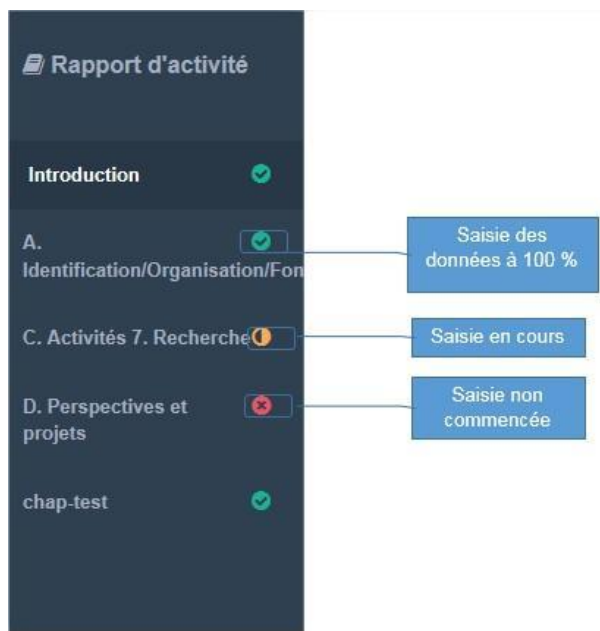 Rapport d'activité
Introduction
A.
Identification/Organisation/Fon
Saisie des
données à 100 %
C. Activités 7. Recherche
Saisie en cours
D. Perspectives et
projets
Saisie non
commencée
chap-test